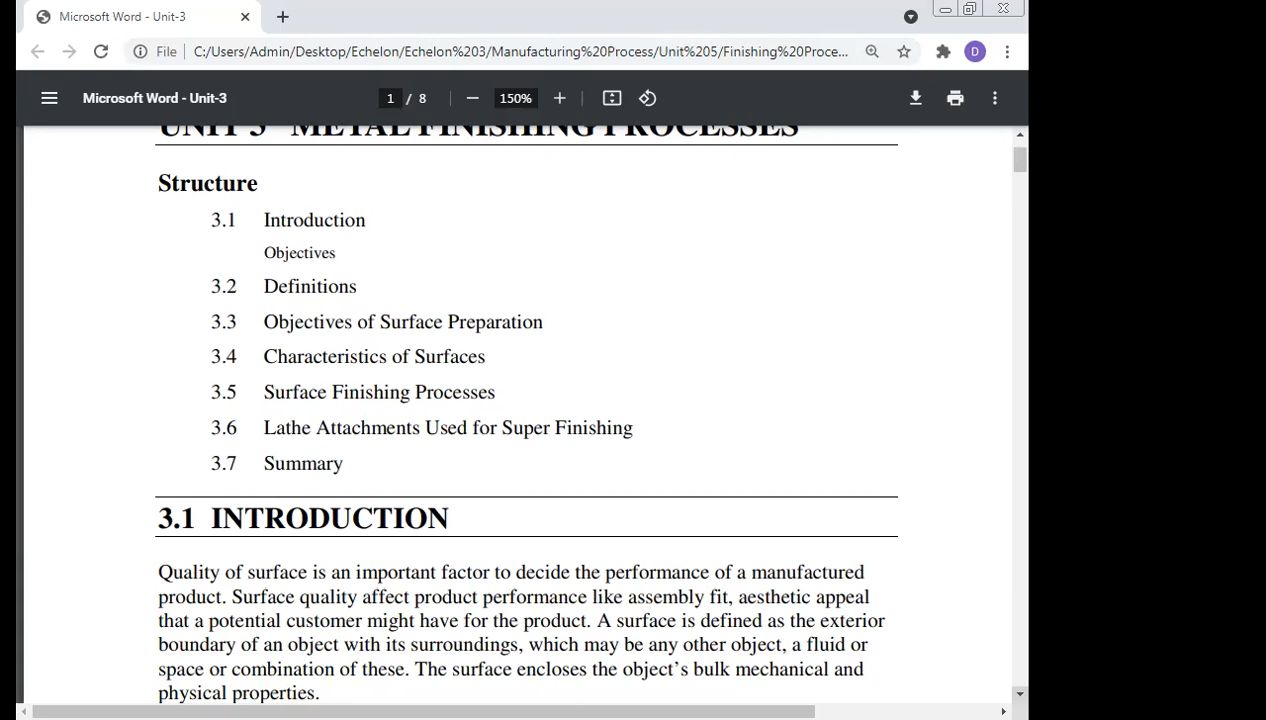 Microsoft Word - Unit-3
File C:/Users/Admin/Desktop/Echelon/Echelon%203/Manufacturing%20Process/Unit%205/Finishing%20Proce... D
Microsoft Word - Unit-3 1 / 8 150%
UNIT 3 METAL FINISHING PROCESSES
Structure
3.1 Introduction
Objectives
3.2 Definitions
3.3 Objectives of Surface Preparation
3.4 Characteristics of Surfaces
3.5 Surface Finishing Processes
3.6 Lathe Attachments Used for Super Finishing
3.7 Summary
3.1 INTRODUCTION
Quality of surface is an important factor to decide the performance of a manufactured
product. Surface quality affect product performance like assembly fit, aesthetic appeal
that a potential customer might have for the product. A surface is defined as the exterior
boundary of an object with its surroundings, which may be any other object, a fluid or
space or combination of these. The surface encloses the object's bulk mechanical and
physical properties.